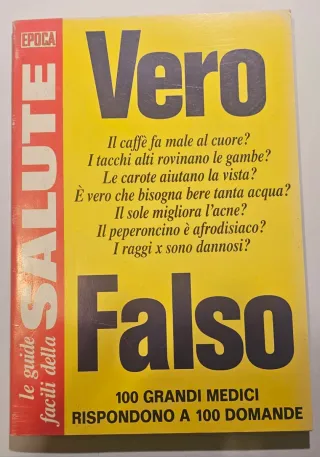 EPOCA
le guide
facili della
SALUTE
Vero
Il caffè fa male al cuore?
I tacchi alti rovinano le gambe?
Le carote aiutano la vista?
È vero che bisogna bere tanta acqua?
Il sole migliora l'acne?
Il peperoncino è afrodisiaco?
I raggi x sono dannosi?
Falso
100 GRANDI MEDICI
RISPONDONO A 100 DOMANDE